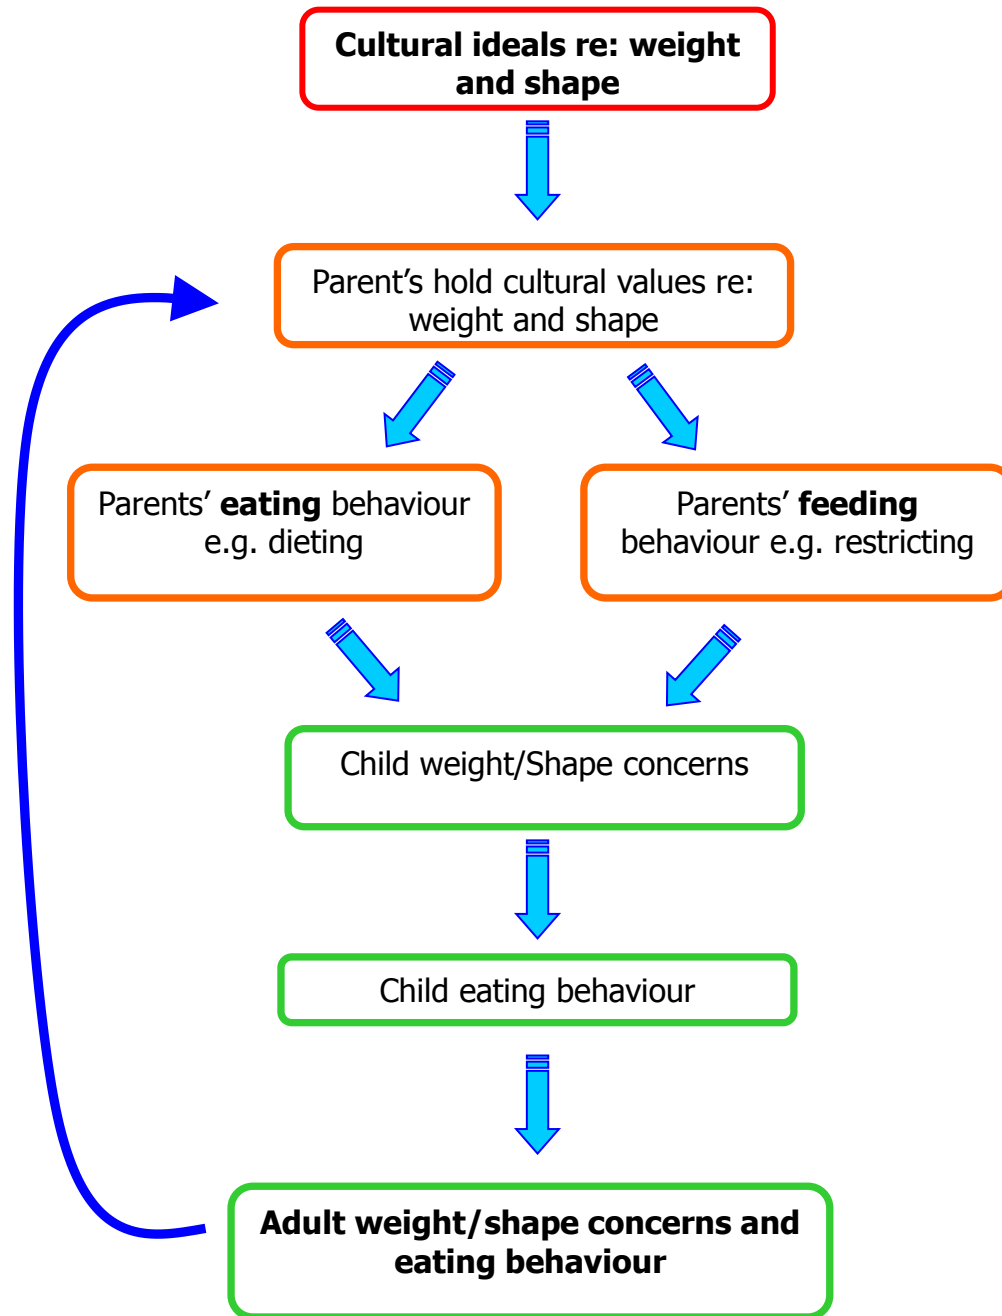 Cultural ideals re: weight
and shape
Parent’s hold cultural values re:
weight and shape
Parents’ eating behaviour
e.g. dieting
Parents’ feeding
behaviour e.g. restricting
Child weight/Shape concerns
Child eating behaviour
Adult weight/shape concerns and
eating behaviour